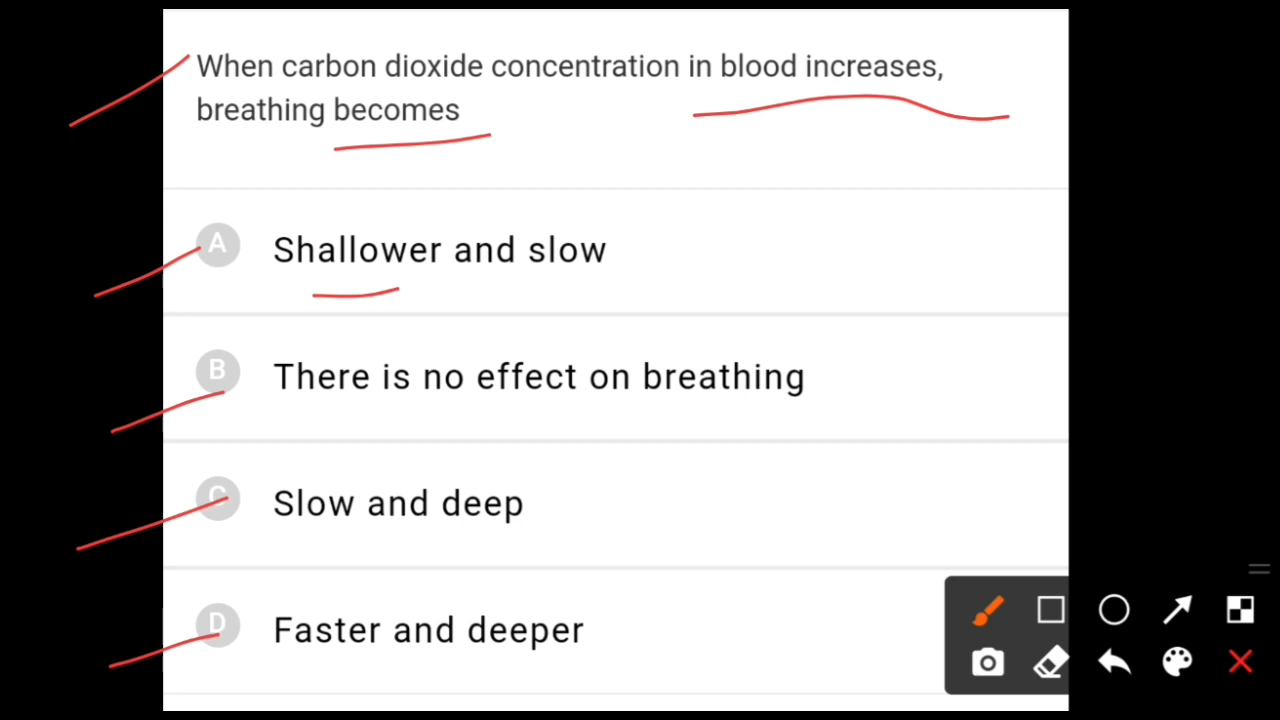 When carbon dioxide concentration in blood increases,
breathing becomes
A Shallower and slow
B There is no effect on breathing
C Slow and deep
D Faster and deeper